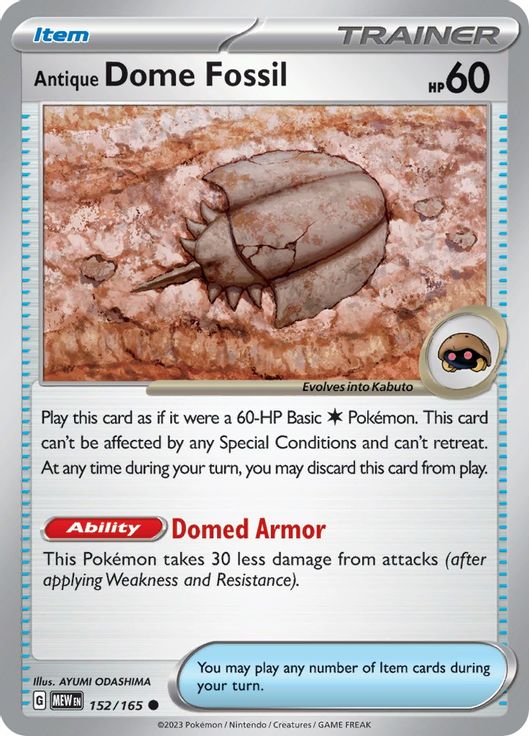 Item
TRAINER
Antique Dome Fossil
HP 60
Evolves into Kabuto
Play this card as if it were a 60-HP Basic Pokémon. This card
can't be affected by any Special Conditions and can't retreat.
At any time during your turn, you may discard this card from play.
Ability Domed Armor
This Pokémon takes 30 less damage from attacks (after
applying Weakness and Resistance).
Illus. AYUMI ODASHIMA
G MEW EN 152/165
You may play any number of Item cards during
your turn.
©2023 Pokémon / Nintendo / Creatures / GAME FREAK